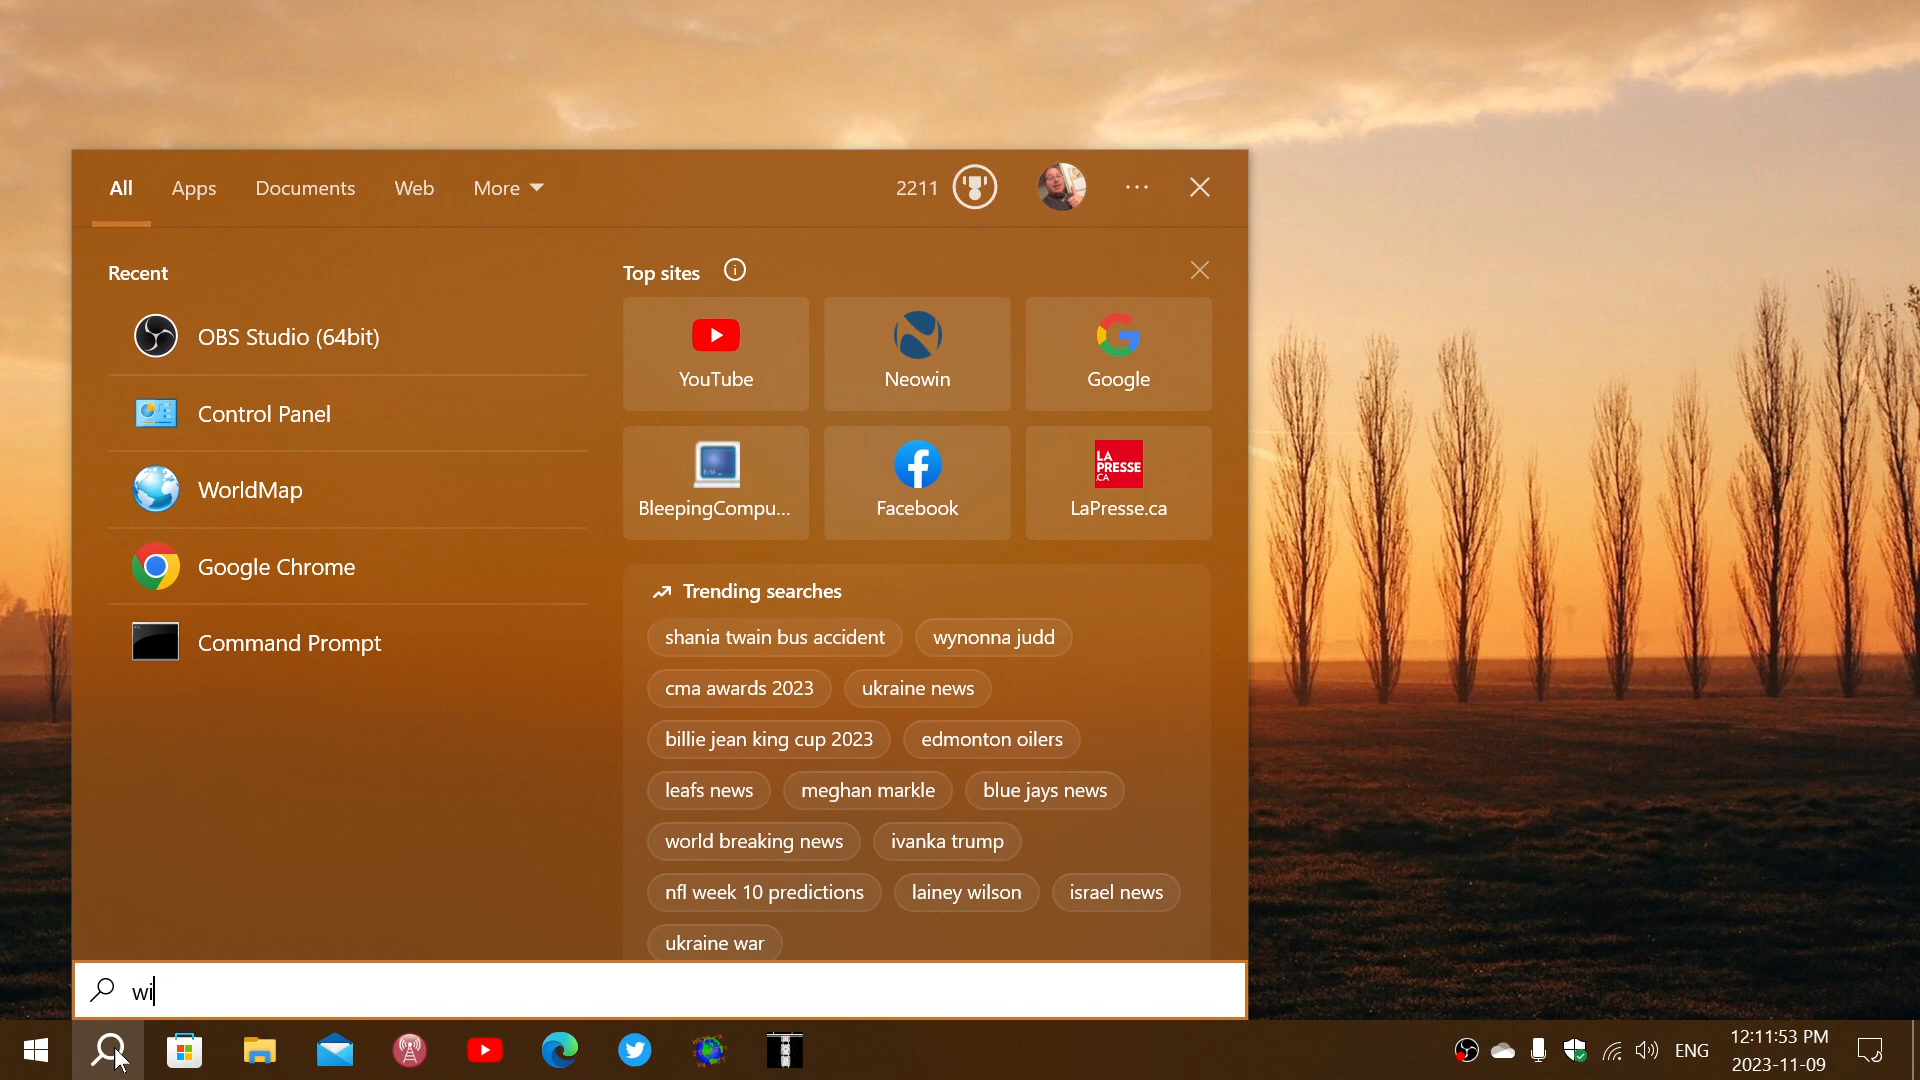 All Apps Documents Web More 2211
Recent
OBS Studio (64bit)
Control Panel
WorldMap
Google Chrome
Command Prompt
Top sites
YouTube Neowin Google
LA
PRESSE
.CA
BleepingCompu... Facebook LaPresse.ca
Trending searches
shania twain bus accident wynonna judd
cma awards 2023 ukraine news
billie jean king cup 2023 edmonton oilers
leafs news meghan markle blue jays news
world breaking news ivanka trump
nfl week 10 predictions lainey wilson israel news
ukraine war
wi
ENG
12:11:53 PM
2023-11-09